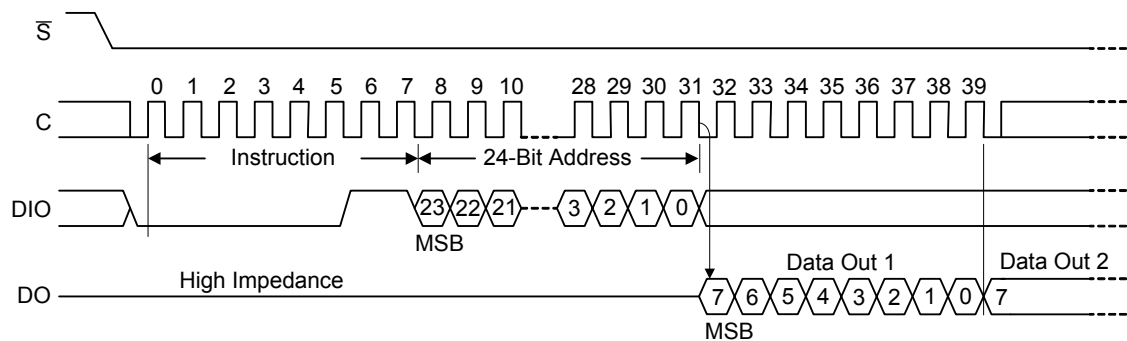 S
0 1 2 3 4 5 6 7 8 9 10 28 29 30 31 32 33 34 35 36 37 38 39
C
Instruction 24-Bit Address
DIO 23 22 21 3 2 1 0
MSB
High Impedance Data Out 1 Data Out 2
DO 7 6 5 4 3 2 1 0 7
MSB